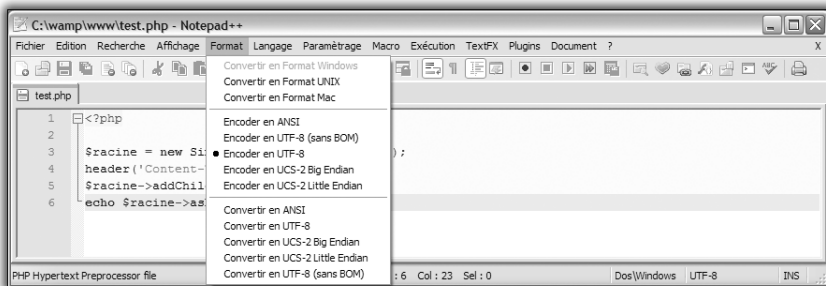 C:\wamp\www\test.php - Notepad++
Fichier Edition Recherche Affichage Format Langage Paramètrage Macro Exécution TextFX Plugins Document ? X
test.php
Convertir en Format Windows
Convertir en Format UNIX
Convertir en Format Mac
Encoder en ANSI
Encoder en UTF-8 (sans BOM)
Encoder en UTF-8
Encoder en UCS-2 Big Endian
Encoder en UCS-2 Little Endian
Convertir en ANSI
Convertir en UTF-8
Convertir en UCS-2 Big Endian
Convertir en UCS-2 Little Endian
Convertir en UTF-8 (sans BOM)
1 <?php
2
3 $racine = new Si );
4 header('Content-
5 $racine->addChil
6 echo $racine->as
PHP Hypertext Preprocessor file : 6 Col : 23 Sel : 0 Dos\Windows UTF-8 INS